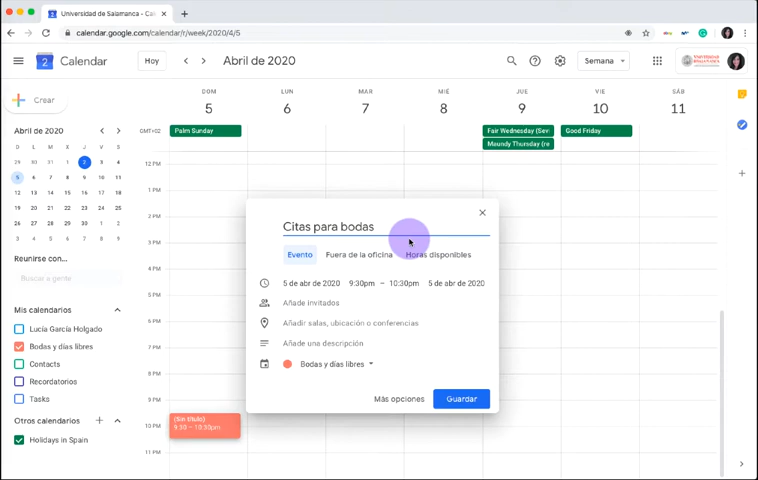 Universidad de Salamanca - Cal
calendar.google.com/calendar/r/week/2020/4/5
2 Calendar Hoy Abril de 2020 Semana
Crear
Abril de 2020
D L M X J V S
29 30 31 1 2 3 4
5 6 7 8 9 10 11
12 13 14 15 16 17 18
19 20 21 22 23 24 25
26 27 28 29 30 1 2
3 4 5 6 7 8 9
Reunirse con...
Buscar a gente
Mis calendarios
Lucía García Holgado
Bodas y días libres
Contacts
Recordatorios
Tasks
Otros calendarios
Holidays in Spain
DOM LUN MAR MIÉ JUE VIE SÁB
5 6 7 8 9 10 11
GMT+02 Palm Sunday Fair Wednesday (Sevi Good Friday
Maundy Thursday (re
12 PM
1 PM
2 PM
3 PM
4 PM
5 PM
6 PM
7 PM
8 PM
9 PM
10 PM
11 PM
(Sin título)
9:30 – 10:30pm
Citas para bodas
Evento Fuera de la oficina Horas disponibles
5 de abr de 2020 9:30pm – 10:30pm 5 de abr de 2020
Añade invitados
Añadir salas, ubicación o conferencias
Añade una descripción
Bodas y días libres
Más opciones Guardar